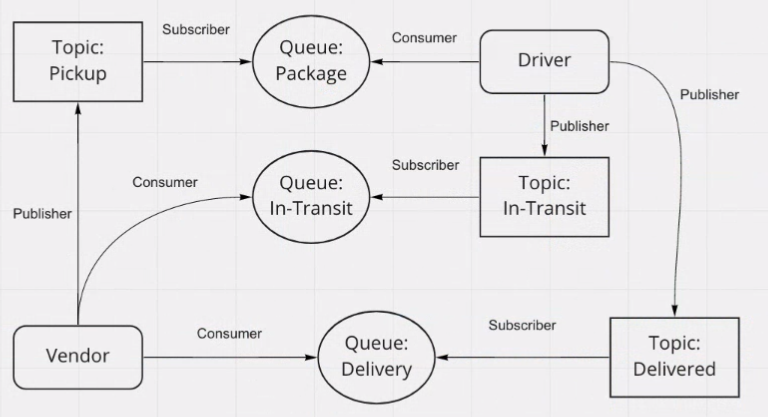 Topic:
Pickup
Subscriber
Queue:
Package
Consumer
Driver
Publisher
Publisher
Publisher
Consumer
Queue:
In-Transit
Subscriber
Topic:
In-Transit
Vendor
Consumer
Queue:
Delivery
Subscriber
Topic:
Delivered